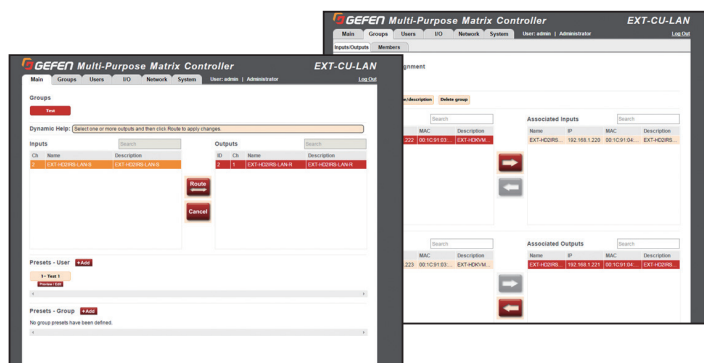 GEFEN Multi-Purpose Matrix Controller EXT-CU-LAN
Main Groups Users I/O Network System User: admin | Administrator Log Out
Inputs/Outputs Members
gnment
e/description Delete group
Search Associated Inputs Search
MAC Description Name IP MAC Description
.222 00:1C:91:03:... EXT-HDKVM... EXT-HD2IRS... 192.168.1.220 00:1C:91:04:... EXT-HD2IRS...
Search Associated Outputs Search
MAC Description Name IP MAC Description
.223 00:1C:91:03:... EXT-HDKVM... EXT-HD2IRS... 192.168.1.221 00:1C:91:04:... EXT-HD2IRS...
GEFEN Multi-Purpose Matrix Controller EXT-CU-LAN
Main Groups Users I/O Network System User: admin | Administrator Log Out
Groups
Test
Dynamic Help: Select one or more outputs and then click Route to apply changes.
Inputs Search Outputs Search
Ch Name Description ID Ch Name Description
2 EXT-HD2IRS-LAN-S EXT-HD2IRS-LAN-S 2 1 EXT-HD2IRS-LAN-R EXT-HD2IRS-LAN-R
Route
Cancel
Presets - User +Add
1 - Test 1
Preview / Edit
Presets - Group +Add
No group presets have been defined.